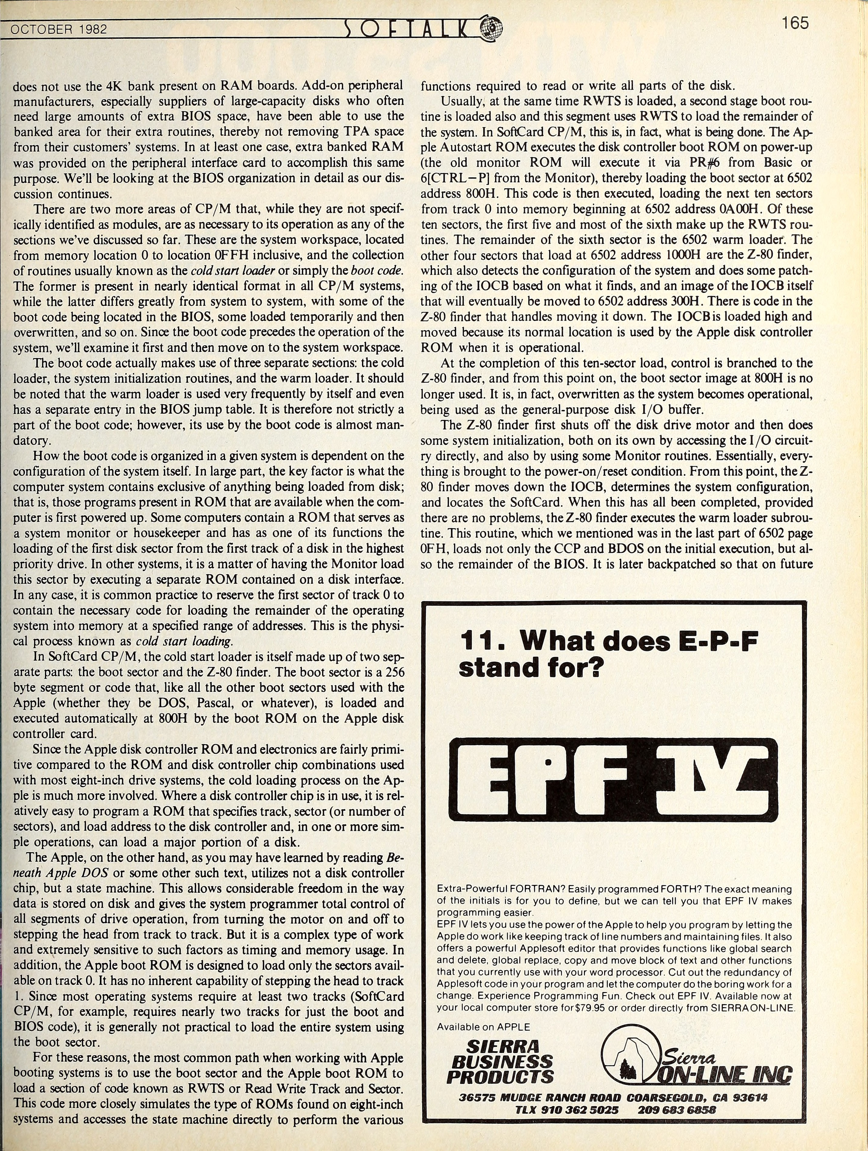 OCTOBER 1982
SOFTALK
165
does not use the 4K bank present on RAM boards. Add-on peripheral
manufacturers, especially suppliers of large-capacity disks who often
need large amounts of extra BIOS space, have been able to use the
banked area for their extra routines, thereby not removing TPA space
from their customers' systems. In at least one case, extra banked RAM
was provided on the peripheral interface card to accomplish this same
purpose. We'll be looking at the BIOS organization in detail as our dis-
cussion continues.
There are two more areas of CP/M that, while they are not specif-
ically identified as modules, are as necessary to its operation as any of the
sections we've discussed so far. These are the system workspace, located
from memory location 0 to location 0FFH inclusive, and the collection
of routines usually known as the cold start loader or simply the boot code.
The former is present in nearly identical format in all CP/M systems,
while the latter differs greatly from system to system, with some of the
boot code being located in the BIOS, some loaded temporarily and then
overwritten, and so on. Since the boot code precedes the operation of the
system, we'll examine it first and then move on to the system workspace.
The boot code actually makes use of three separate sections: the cold
loader, the system initialization routines, and the warm loader. It should
be noted that the warm loader is used very frequently by itself and even
has a separate entry in the BIOS jump table. It is therefore not strictly a
part of the boot code; however, its use by the boot code is almost man-
datory.
How the boot code is organized in a given system is dependent on the
configuration of the system itself. In large part, the key factor is what the
computer system contains exclusive of anything being loaded from disk;
that is, those programs present in ROM that are available when the com-
puter is first powered up. Some computers contain a ROM that serves as
a system monitor or housekeeper and has as one of its functions the
loading of the first disk sector from the first track of a disk in the highest
priority drive. In other systems, it is a matter of having the Monitor load
this sector by executing a separate ROM contained on a disk interface.
In any case, it is common practice to reserve the first sector of track 0 to
contain the necessary code for loading the remainder of the operating
system into memory at a specified range of addresses. This is the physi-
cal process known as cold start loading.
In SoftCard CP/M, the cold start loader is itself made up of two sep-
arate parts: the boot sector and the Z-80 finder. The boot sector is a 256
byte segment or code that, like all the other boot sectors used with the
Apple (whether they be DOS, Pascal, or whatever), is loaded and
executed automatically at 800H by the boot ROM on the Apple disk
controller card.
Since the Apple disk controller ROM and electronics are fairly primi-
tive compared to the ROM and disk controller chip combinations used
with most eight-inch drive systems, the cold loading process on the Ap-
ple is much more involved. Where a disk controller chip is in use, it is rel-
atively easy to program a ROM that specifies track, sector (or number of
sectors), and load address to the disk controller and, in one or more sim-
ple operations, can load a major portion of a disk.
The Apple, on the other hand, as you may have learned by reading Be-
neath Apple DOS or some other such text, utilizes not a disk controller
chip, but a state machine. This allows considerable freedom in the way
data is stored on disk and gives the system programmer total control of
all segments of drive operation, from turning the motor on and off to
stepping the head from track to track. But it is a complex type of work
and extremely sensitive to such factors as timing and memory usage. In
addition, the Apple boot ROM is designed to load only the sectors avail-
able on track 0. It has no inherent capability of stepping the head to track
1. Since most operating systems require at least two tracks (SoftCard
CP/M, for example, requires nearly two tracks for just the boot and
BIOS code), it is generally not practical to load the entire system using
the boot sector.
For these reasons, the most common path when working with Apple
booting systems is to use the boot sector and the Apple boot ROM to
load a section of code known as RWTS or Read Write Track and Sector.
This code more closely simulates the type of ROMs found on eight-inch
systems and accesses the state machine directly to perform the various
functions required to read or write all parts of the disk.
Usually, at the same time RWTS is loaded, a second stage boot rou-
tine is loaded also and this segment uses RWTS to load the remainder of
the system. In SoftCard CP/M, this is, in fact, what is being done. The Ap-
ple Autostart ROM executes the disk controller boot ROM on power-up
(the old monitor ROM will execute it via PR#6 from Basic or
6[CTRL-P] from the Monitor), thereby loading the boot sector at 6502
address 800H. This code is then executed, loading the next ten sectors
from track 0 into memory beginning at 6502 address 0A00H. Of these
ten sectors, the first five and most of the sixth make up the RWTS rou-
tines. The remainder of the sixth sector is the 6502 warm loader. The
other four sectors that load at 6502 address 1000H are the Z-80 finder,
which also detects the configuration of the system and does some patch-
ing of the IOCB based on what it finds, and an image of the IOCB itself
that will eventually be moved to 6502 address 300H. There is code in the
Z-80 finder that handles moving it down. The IOCB is loaded high and
moved because its normal location is used by the Apple disk controller
ROM when it is operational.
At the completion of this ten-sector load, control is branched to the
Z-80 finder, and from this point on, the boot sector image at 800H is no
longer used. It is, in fact, overwritten as the system becomes operational,
being used as the general-purpose disk I/O buffer.
The Z-80 finder first shuts off the disk drive motor and then does
some system initialization, both on its own by accessing the I/O circuit-
ry directly, and also by using some Monitor routines. Essentially, every-
thing is brought to the power-on/reset condition. From this point, the Z-
80 finder moves down the IOCB, determines the system configuration,
and locates the SoftCard. When this has all been completed, provided
there are no problems, the Z-80 finder executes the warm loader subrou-
tine. This routine, which we mentioned was in the last part of 6502 page
0FH, loads not only the CCP and BDOS on the initial execution, but al-
so the remainder of the BIOS. It is later backpatched so that on future
11. What does E-P-F
stand for?
EPF IV
Extra-Powerful FORTRAN? Easily programmed FORTH? The exact meaning
of the initials is for you to define, but we can tell you that EPF IV makes
programming easier.
EPF IV lets you use the power of the Apple to help you program by letting the
Apple do work like keeping track of line numbers and maintaining files. It also
offers a powerful Applesoft editor that provides functions like global search
and delete, global replace, copy and move block of text and other functions
that you currently use with your word processor. Cut out the redundancy of
Applesoft code in your program and let the computer do the boring work for a
change. Experience Programming Fun. Check out EPF IV. Available now at
your local computer store for $79.95 or order directly from SIERRAON-LINE.
Available on APPLE
SIERRA
BUSINESS
PRODUCTS
Sierra
ON-LINE INC
36575 MUDGE RANCH ROAD COARSEGOLD, CA 93614
TLX 910 362 5025 209 683 6858